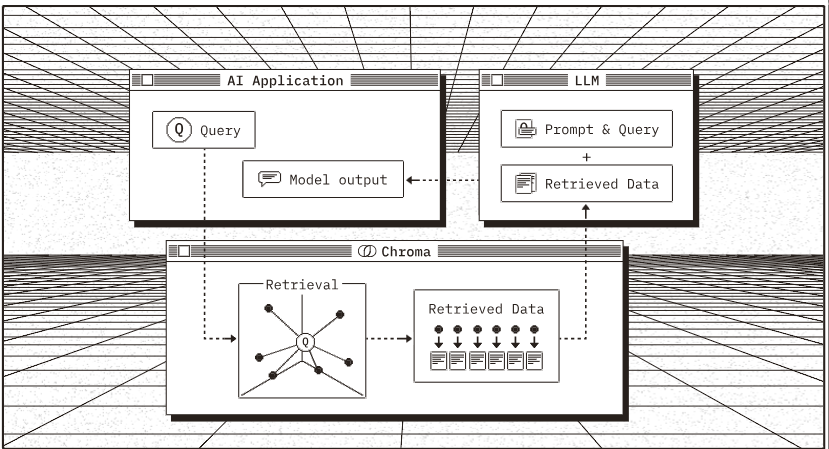 AI Application
Q Query
Model output
LLM
Prompt & Query
+
Retrieved Data
Chroma
Retrieval
Q
Retrieved Data